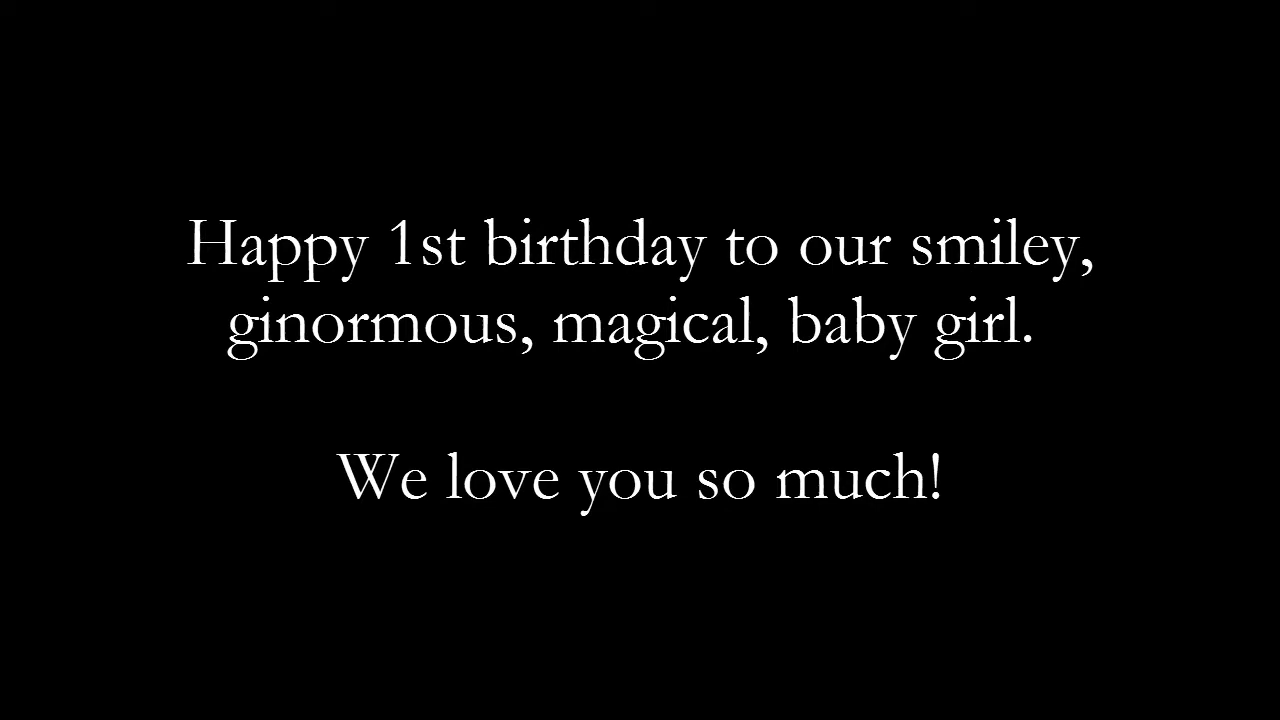 Happy 1st birthday to our smiley,
ginormous, magical, baby girl.
We love you so much!